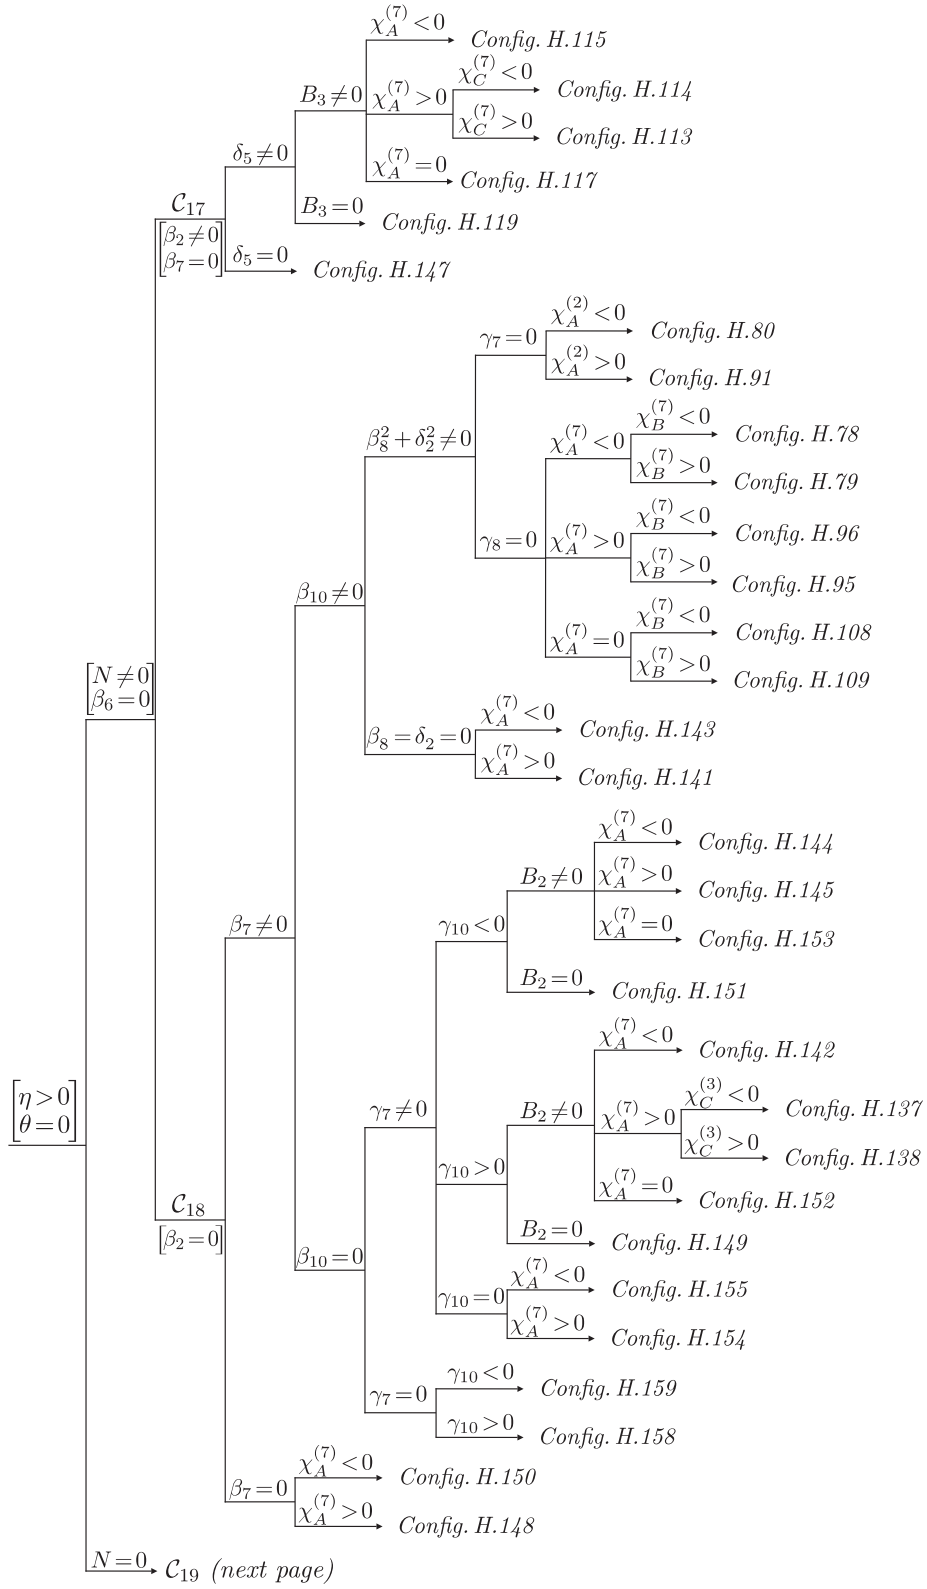 χ_A^(7) < 0 Config. H.115
χ_C^(7) < 0 Config. H.114
B_3 ≠ 0 χ_A^(7) > 0
χ_C^(7) > 0 Config. H.113
δ_5 ≠ 0 χ_A^(7) = 0 Config. H.117
C_17 B_3 = 0 Config. H.119
[β_2 ≠ 0
β_7 = 0] δ_5 = 0 Config. H.147
χ_A^(2) < 0 Config. H.80
γ_7 = 0
χ_A^(2) > 0 Config. H.91
χ_B^(7) < 0 Config. H.78
β_8^2 + δ_2^2 ≠ 0 χ_A^(7) < 0
χ_B^(7) > 0 Config. H.79
χ_B^(7) < 0 Config. H.96
γ_8 = 0 χ_A^(7) > 0
χ_B^(7) > 0 Config. H.95
β_10 ≠ 0
χ_B^(7) < 0 Config. H.108
χ_A^(7) = 0
χ_B^(7) > 0 Config. H.109
[N ≠ 0
β_6 = 0]
χ_A^(7) < 0 Config. H.143
β_8 = δ_2 = 0
χ_A^(7) > 0 Config. H.141
χ_A^(7) < 0 Config. H.144
B_2 ≠ 0 χ_A^(7) > 0 Config. H.145
β_7 ≠ 0 γ_10 < 0 χ_A^(7) = 0 Config. H.153
B_2 = 0 Config. H.151
χ_A^(7) < 0 Config. H.142
[η > 0
θ = 0] γ_7 ≠ 0 B_2 ≠ 0 χ_A^(7) > 0 χ_C^(3) < 0 Config. H.137
χ_C^(3) > 0 Config. H.138
γ_10 > 0 χ_A^(7) = 0 Config. H.152
C_18
[β_2 = 0] β_10 = 0 B_2 = 0 Config. H.149
χ_A^(7) < 0 Config. H.155
γ_10 = 0
χ_A^(7) > 0 Config. H.154
γ_10 < 0 Config. H.159
γ_7 = 0
γ_10 > 0 Config. H.158
χ_A^(7) < 0 Config. H.150
β_7 = 0
χ_A^(7) > 0 Config. H.148
N = 0 C_19 (next page)